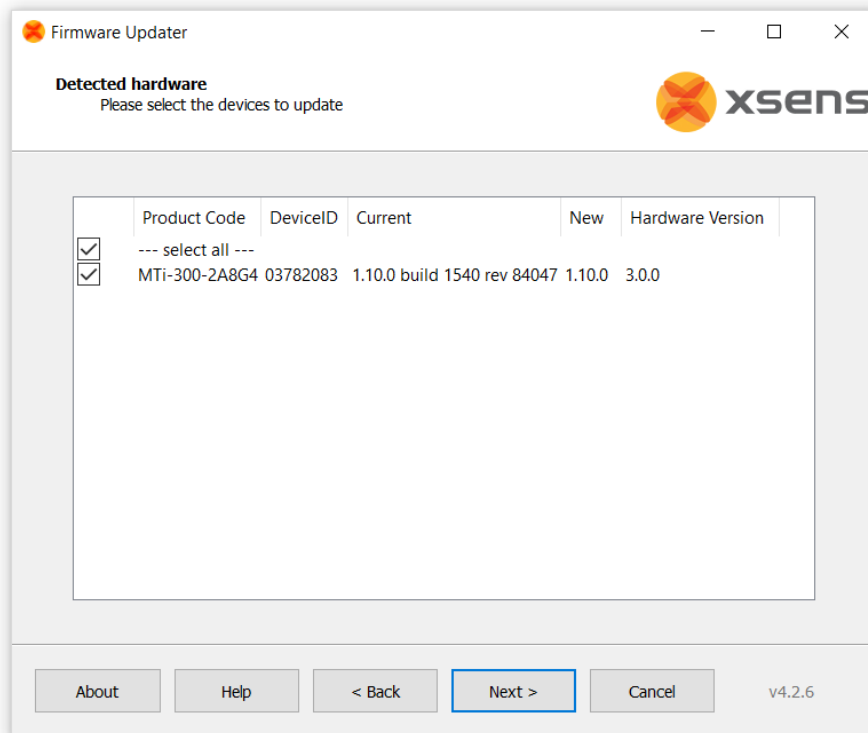 Firmware Updater
Detected hardware
Please select the devices to update
xsens
Product Code DeviceID Current New Hardware Version
--- select all ---
MTi-300-2A8G4 03782083 1.10.0 build 1540 rev 84047 1.10.0 3.0.0
About Help < Back Next > Cancel v4.2.6